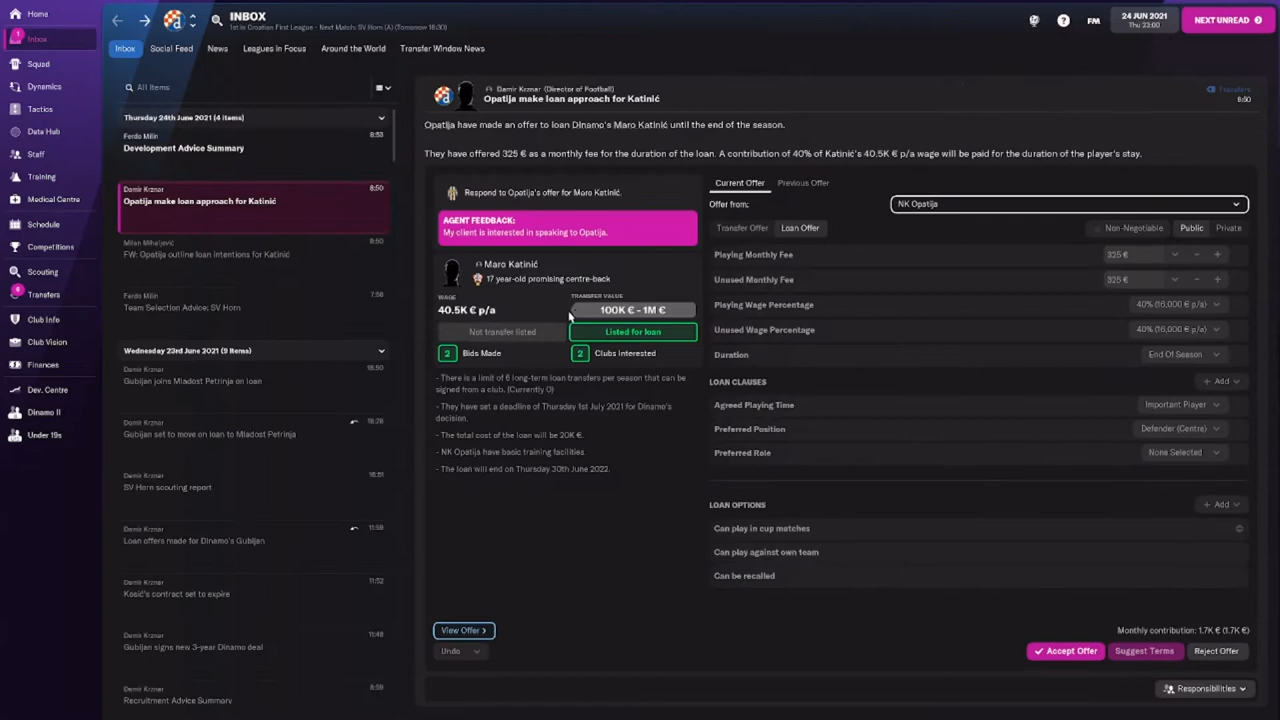 Home
INBOX
1st in Croatian First League - Next Match: SV Horn (A) (Tomorrow 18:30)
FM
24 JUN 2021
Thu 23:00
NEXT UNREAD
1
Inbox
Inbox
Social Feed
News
Leagues in Focus
Around the World
Transfer Window News
Squad
Dynamics
Tactics
Data Hub
Staff
Training
Medical Centre
Schedule
Competitions
Scouting
6
Transfers
Club Info
Club Vision
Finances
Dev. Centre
Dinamo II
Under 19s
All Items
Thursday 24th June 2021 (4 items)
Ferdo Milin
8:53
Development Advice Summary
Damir Krznar
8:50
Opatija make loan approach for Katinić
Milan Mihaljević
8:50
FW: Opatija outline loan intentions for Katinić
Ferdo Milin
7:58
Team Selection Advice: SV Horn
Wednesday 23rd June 2021 (9 items)
Damir Krznar
Gubijan joins Mladost Petrinja on loan
Damir Krznar
Gubijan set to move on loan to Mladost Petrinja
Damir Krznar
SV Horn scouting report
Damir Krznar
11:59
Loan offers made for Dinamo's Gubijan
Damir Krznar
11:52
Kosić's contract set to expire
Damir Krznar
11:48
Gubijan signs new 3-year Dinamo deal
Damir Krznar
8:59
Recruitment Advice Summary
Damir Krznar (Director of Football)
Opatija make loan approach for Katinić
Transfers
8:50
Opatija have made an offer to loan Dinamo's Maro Katinić until the end of the season.
They have offered 325 € as a monthly fee for the duration of the loan. A contribution of 40% of Katinić's 40.5K € p/a wage will be paid for the duration of the player's stay.
Respond to Opatija's offer for Maro Katinić.
AGENT FEEDBACK:
My client is interested in speaking to Opatija.
Maro Katinić
17 year-old promising centre-back
WAGE
TRANSFER VALUE
40.5K € p/a
100K € - 1M €
Not transfer listed
Listed for loan
2 Bids Made
2 Clubs Interested
- There is a limit of 6 long-term loan transfers per season that can be
signed from a club. (Currently 0)
- They have set a deadline of Thursday 1st July 2021 for Dinamo's
decision.
- The total cost of the loan will be 20K €.
- NK Opatija have basic training facilities.
- The loan will end on Thursday 30th June 2022.
View Offer
Undo
Current Offer
Previous Offer
Offer from:
NK Opatija
Transfer Offer
Loan Offer
Non-Negotiable
Public
Private
Playing Monthly Fee
325 €
Unused Monthly Fee
325 €
Playing Wage Percentage
40% (16,000 € p/a)
Unused Wage Percentage
40% (16,000 € p/a)
Duration
End Of Season
LOAN CLAUSES
+ Add
Agreed Playing Time
Important Player
Preferred Position
Defender (Centre)
Preferred Role
None Selected
LOAN OPTIONS
+ Add
Can play in cup matches
Can play against own team
Can be recalled
Monthly contribution: 1.7K € (1.7K €)
Accept Offer
Suggest Terms
Reject Offer
Responsibilities